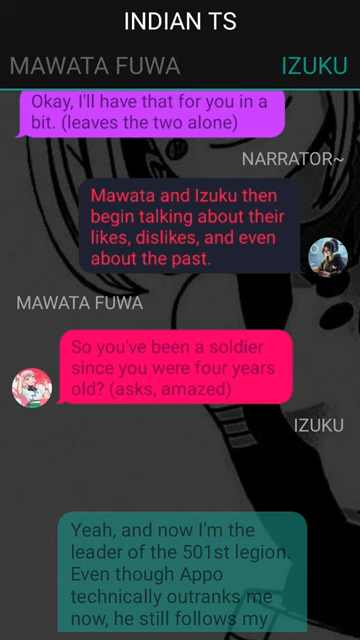 INDIAN TS
MAWATA FUWA
IZUKU
Okay, I'll have that for you in a
bit. (leaves the two alone)
NARRATOR~
Mawata and Izuku then
begin talking about their
likes, dislikes, and even
about the past.
MAWATA FUWA
So you've been a soldier
since you were four years
old? (asks, amazed)
IZUKU
Yeah, and now I'm the
leader of the 501st legion.
Even though Appo
technically outranks me
now, he still follows my